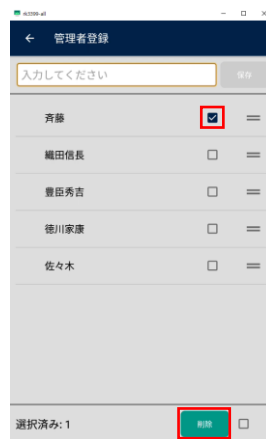 rk3399-all
管理者登録
入力してください
保存
斉藤
織田信長
豊臣秀吉
徳川家康
佐々木
選択済み: 1
削除